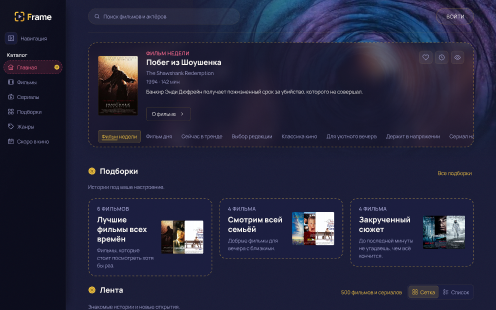 Frame
Поиск фильмов и актёров
ВОЙТИ
Навигация
Каталог
Главная
Фильмы
Сериалы
Подборки
Жанры
Скоро в кино
ФИЛЬМ НЕДЕЛИ
Побег из Шоушенка
The Shawshank Redemption
1994 · 142 мин
Банкир Энди Дюфрейн получает пожизненный срок за убийство, которого не совершал.
О фильме
Фильм недели
Фильм дня
Сейчас в тренде
Выбор редакции
Классика кино
Для уютного вечера
Держит в напряжении
Сериал н
Подборки
Все подборки
Истории под ваше настроение.
6 ФИЛЬМОВ
Лучшие
фильмы всех
времён
Фильмы, которые
стоит посмотреть хотя
бы раз
4 ФИЛЬМА
Смотрим всей
семьёй
Добрые фильмы для
вечера с близкими.
4 ФИЛЬМА
Закрученный
сюжет
До последней минуты
не угадаешь, чем всё
кончится.
Лента
500 фильмов и сериалов
Сетка
Список
Знакомые истории и новые открытия.